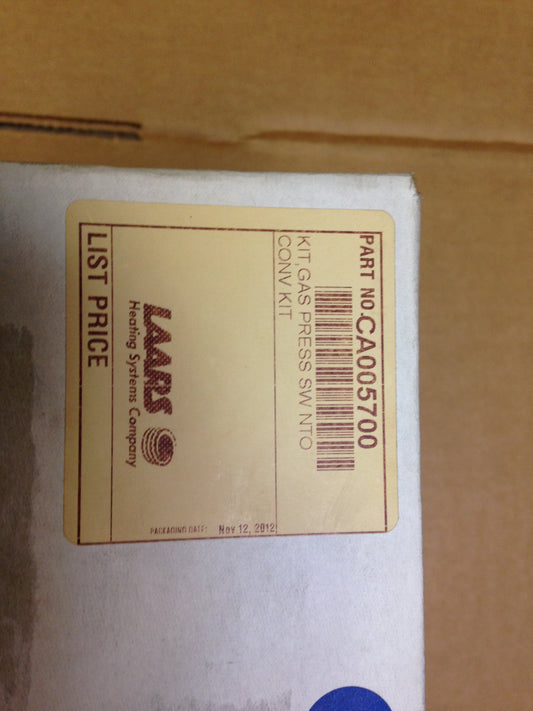 PART NO. CA005700
KIT,GAS PRESS SW NTO
CONV KIT
PACKAGING DATE: Nov 12, 2012
LAARS
Heating Systems Company
LIST PRICE